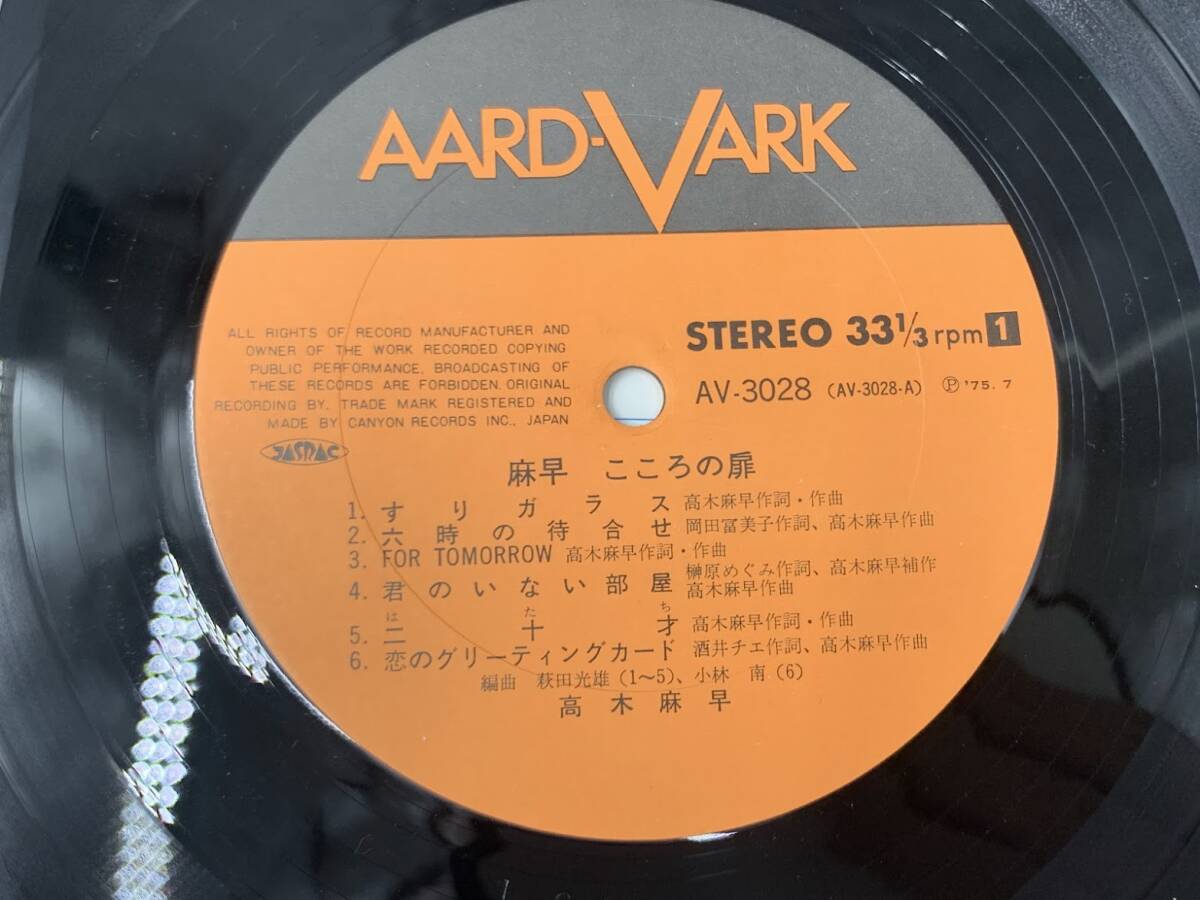 AARD-VARK
ALL RIGHTS OF RECORD MANUFACTURER AND
OWNER OF THE WORK RECORDED COPYING
PUBLIC PERFORMANCE. BROADCASTING OF
THESE RECORDS ARE FORBIDDEN. ORIGINAL
RECORDING BY. TRADE MARK REGISTERED AND
MADE BY CANYON RECORDS INC., JAPAN
JASRAC
STEREO 33 1/3 rpm 1
AV-3028 (AV-3028-A) Ⓟ'75.7
麻早 こころの扉
1. すりガラス 高木麻早作詞・作曲
2. 六時の待合せ 岡田冨美子作詞、高木麻早作曲
3. FOR TOMORROW 高木麻早作詞・作曲
4. 君のいない部屋 榊原めぐみ作詞、高木麻早補作
高木麻早作曲
はたち
5. 二十才 高木麻早作詞・作曲
6. 恋のグリーティングカード 酒井チエ作詞、高木麻早作曲
編曲 萩田光雄(1〜5)、小林 南(6)
高木麻早